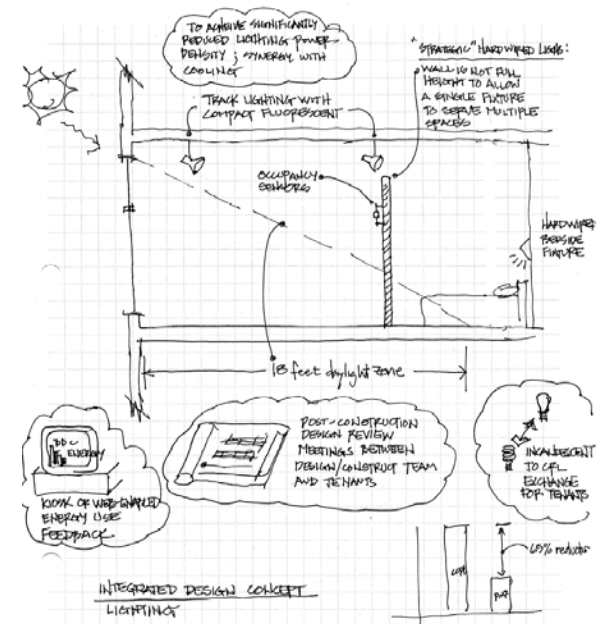 TO ACHIEVE SIGNIFICANTLY
REDUCED LIGHTING POWER
DENSITY; SYNERGY WITH
COOLING
"STRATEGIC" HARDWIRED LIGHTS:
WALL IS NOT FULL
HEIGHT TO ALLOW
A SINGLE FIXTURE
TO SERVE MULTIPLE
SPACES
TRACK LIGHTING WITH
COMPACT FLUORESCENT
OCCUPANCY
SENSORS
HARDWIRED
BEDSIDE
FIXTURE
18 feet daylight zone
ENERGY
KIOSK OR WEB-ENABLED
ENERGY USE
FEEDBACK
POST-CONSTRUCTION
DESIGN REVIEW
MEETINGS BETWEEN
DESIGN/CONSTRUCT TEAM
AND TENANTS
INCANDESCENT
TO CFL
EXCHANGE
FOR TENANTS
65% reduction
INTEGRATED DESIGN CONCEPT
LIGHTING